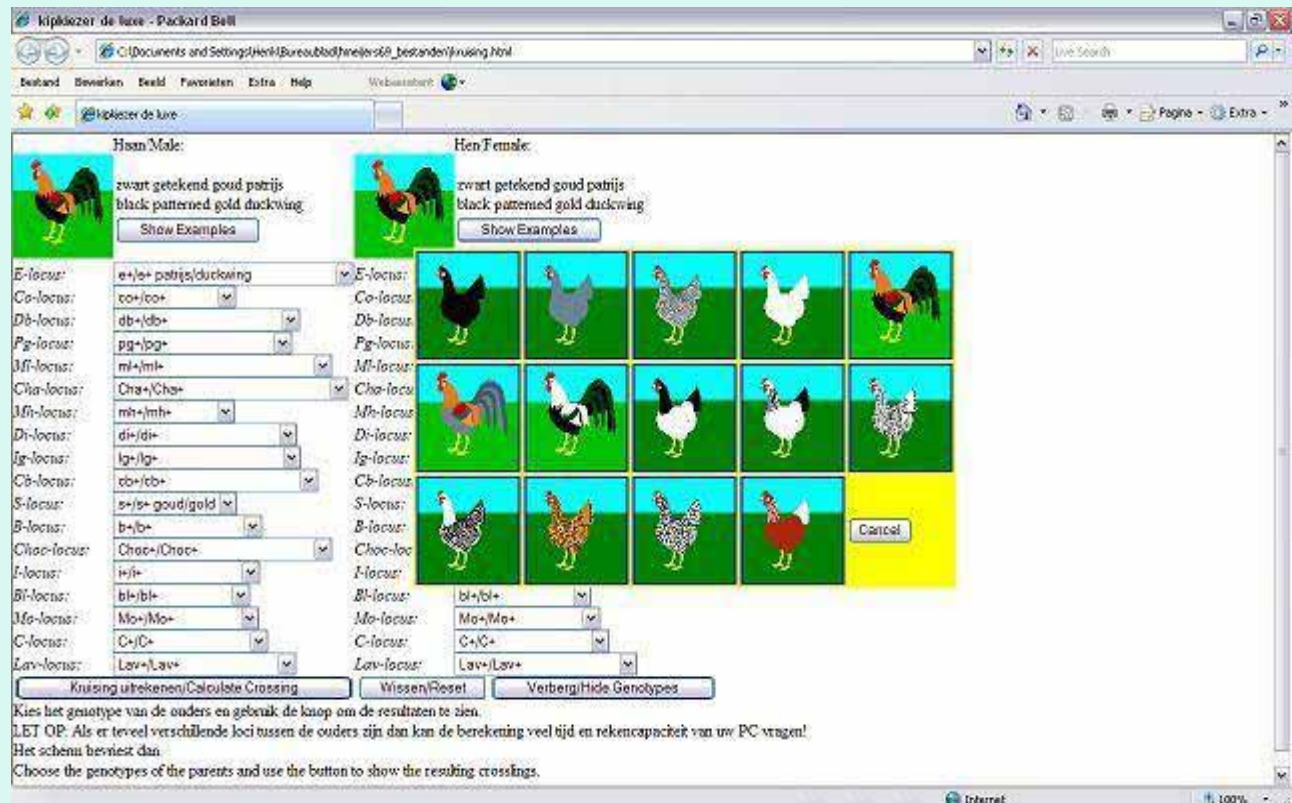 kipkiezer de luxe - Packard Bell
C:\Documents and Settings\Henk\Bureaublad\hmeijers69_bestanden\kruising.html
Live Search
Bestand Bewerken Beeld Favorieten Extra Help
kipkiezer de luxe
Pagina
Extra
Haan/Male: Hen/Female:
zwart getekend goud patrijs zwart getekend goud patrijs
black patterned gold duckwing black patterned gold duckwing
Show Examples Show Examples
E-locus: e+/e+ patrijs/duckwing E-locus:
Co-locus: co+/co+ Co-locus
Db-locus: db+/db+ Db-locus
Pg-locus: pg+/pg+ Pg-locus
Ml-locus: ml+/ml+ Ml-locus:
Cha-locus: Cha+/Cha+ Cha-locu
Mh-locus: mh+/mh+ Mh-locus
Di-locus: di+/di+ Di-locus:
Ig-locus: Ig+/Ig+ Ig-locus:
Cb-locus: cb+/cb+ Cb-locus
S-locus: s+/s+ goud/gold S-locus:
B-locus: b+/b+ B-locus:
Cancel
Choc-locus: Choc+/Choc+ Choc-loc
I-locus: i+/i+ I-locus:
Bl-locus: bl+/bl+ Bl-locus: bl+/bl+
Mo-locus: Mo+/Mo+ Mo-locus: Mo+/Mo+
C-locus: C+/C+ C-locus: C+/C+
Lav-locus: Lav+/Lav+ Lav-locus: Lav+/Lav+
Kruising uitrekenen/Calculate Crossing Wissen/Reset Verberg/Hide Genotypes
Kies het genotype van de ouders en gebruik de knop om de resultaten te zien.
LET OP: Als er teveel verschillende loci tussen de ouders zijn dan kan de berekening veel tijd en rekencapaciteit van uw PC vragen!
Het schema bevriest dan.
Choose the genotypes of the parents and use the button to show the resulting crosslings.
Internet 100%